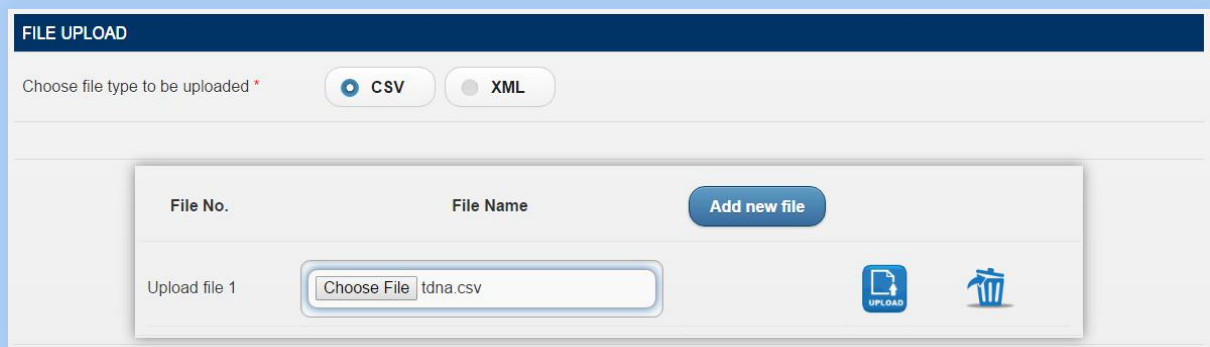 FILE UPLOAD
Choose file type to be uploaded * CSV XML
File No. File Name Add new file
Upload file 1 Choose File tdna.csv UPLOAD